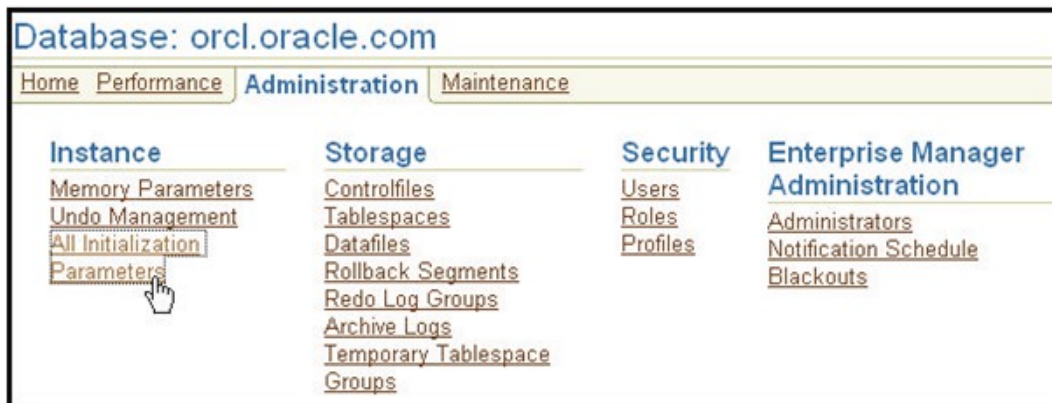 Database: orcl.oracle.com
Home Performance Administration Maintenance
Instance
Memory Parameters
Undo Management
All Initialization
Parameters
Storage
Controlfiles
Tablespaces
Datafiles
Rollback Segments
Redo Log Groups
Archive Logs
Temporary Tablespace
Groups
Security
Users
Roles
Profiles
Enterprise Manager
Administration
Administrators
Notification Schedule
Blackouts